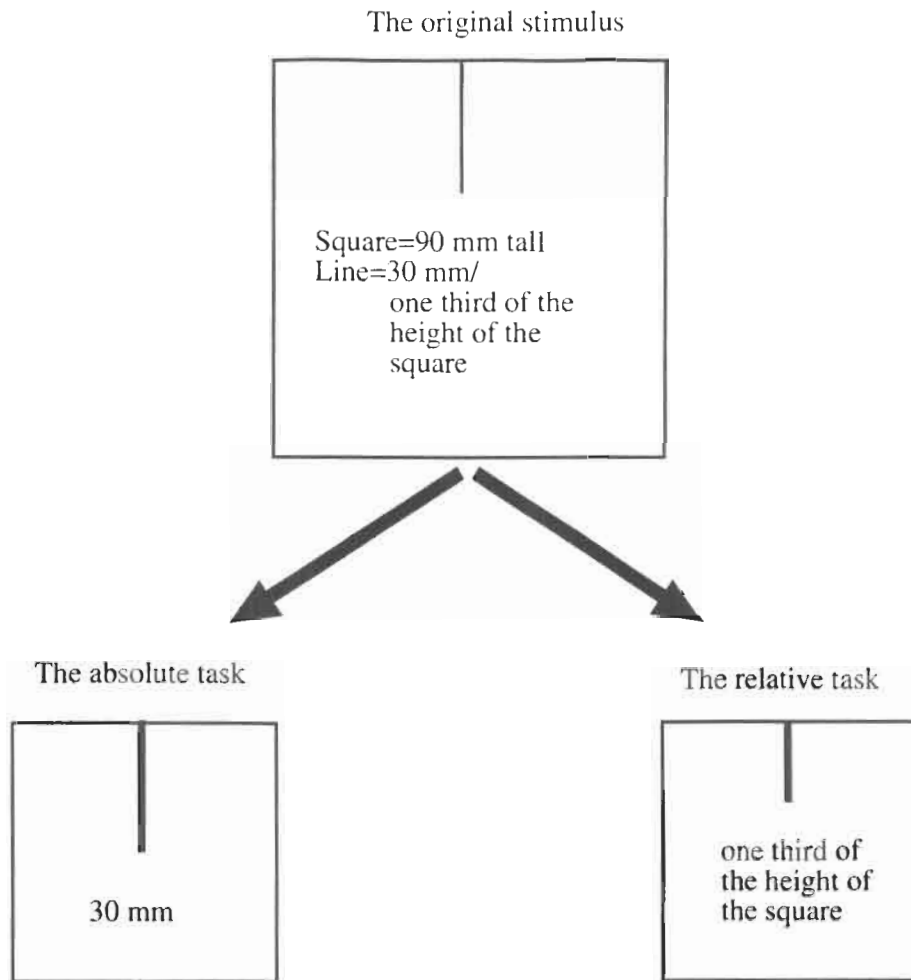 The original stimulus
Square=90 mm tall
Line=30 mm/
one third of the
height of the
square
The absolute task
The relative task
30 mm
one third of
the height of
the square